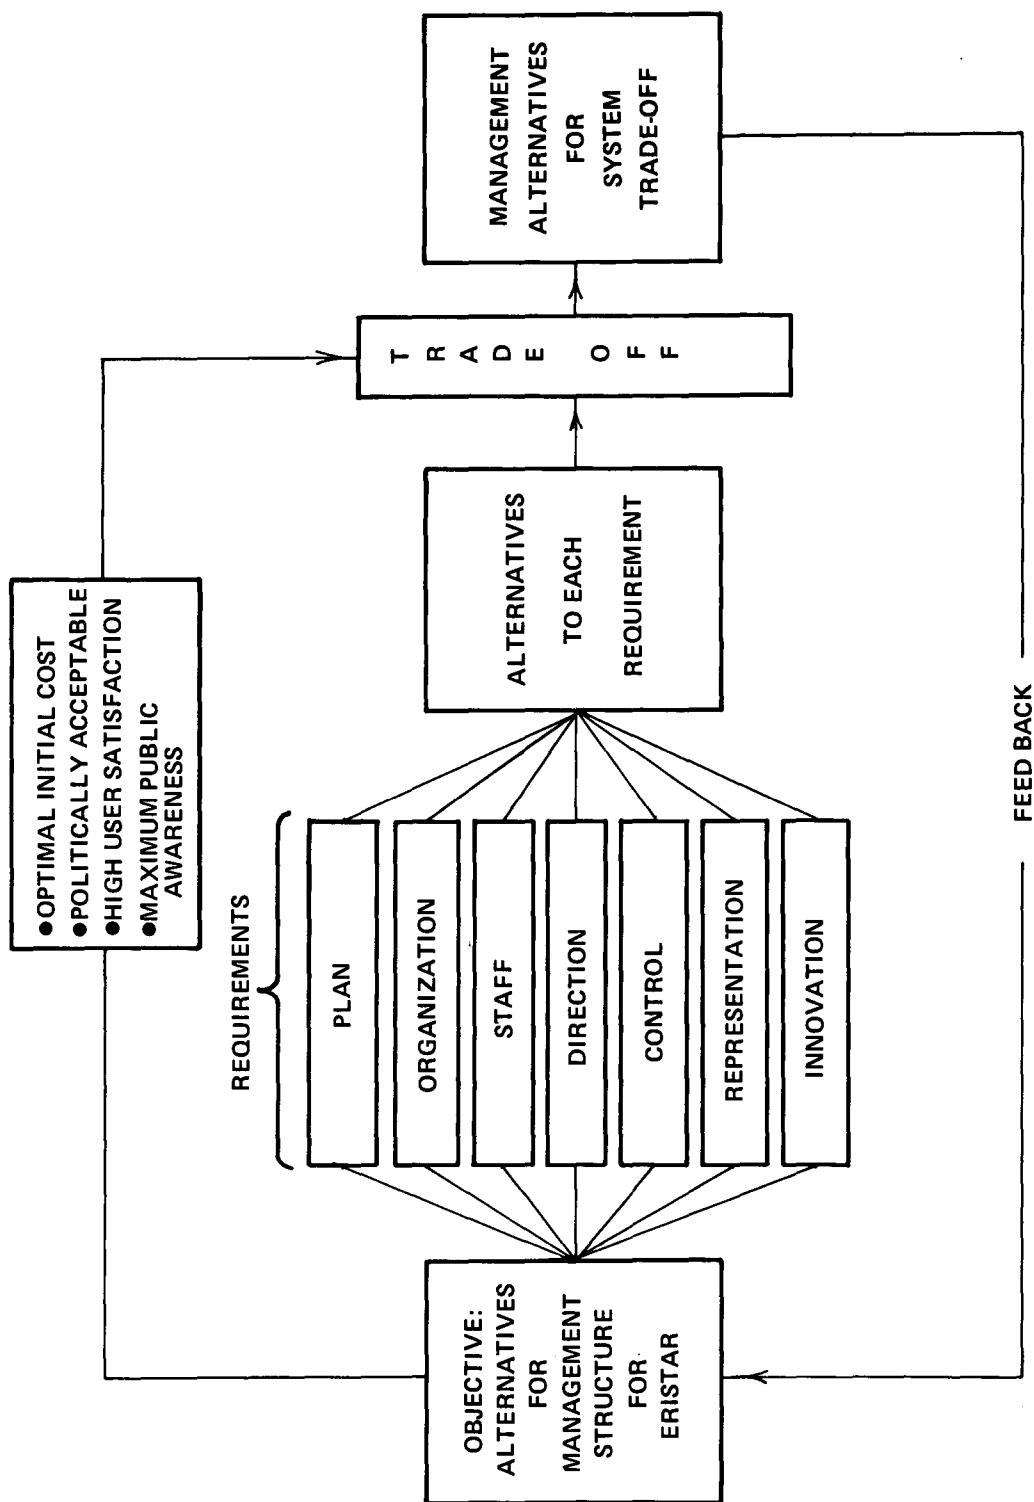 ● OPTIMAL INITIAL COST
● POLITICALLY ACCEPTABLE
● HIGH USER SATISFACTION
● MAXIMUM PUBLIC
AWARENESS
REQUIREMENTS
OBJECTIVE:
ALTERNATIVES
FOR
MANAGEMENT
STRUCTURE
FOR
ERISTAR
PLAN
ORGANIZATION
STAFF
DIRECTION
CONTROL
REPRESENTATION
INNOVATION
ALTERNATIVES
TO EACH
REQUIREMENT
TRADE OFF
MANAGEMENT
ALTERNATIVES
FOR
SYSTEM
TRADE-OFF
FEED BACK